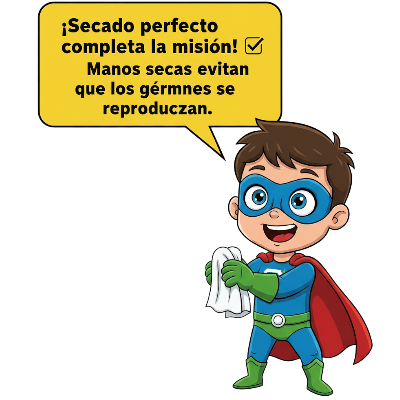 ¡Secado perfecto
completa la misión! ☑
Manos secas evitan
que los gérmnes se
reproduzcan.